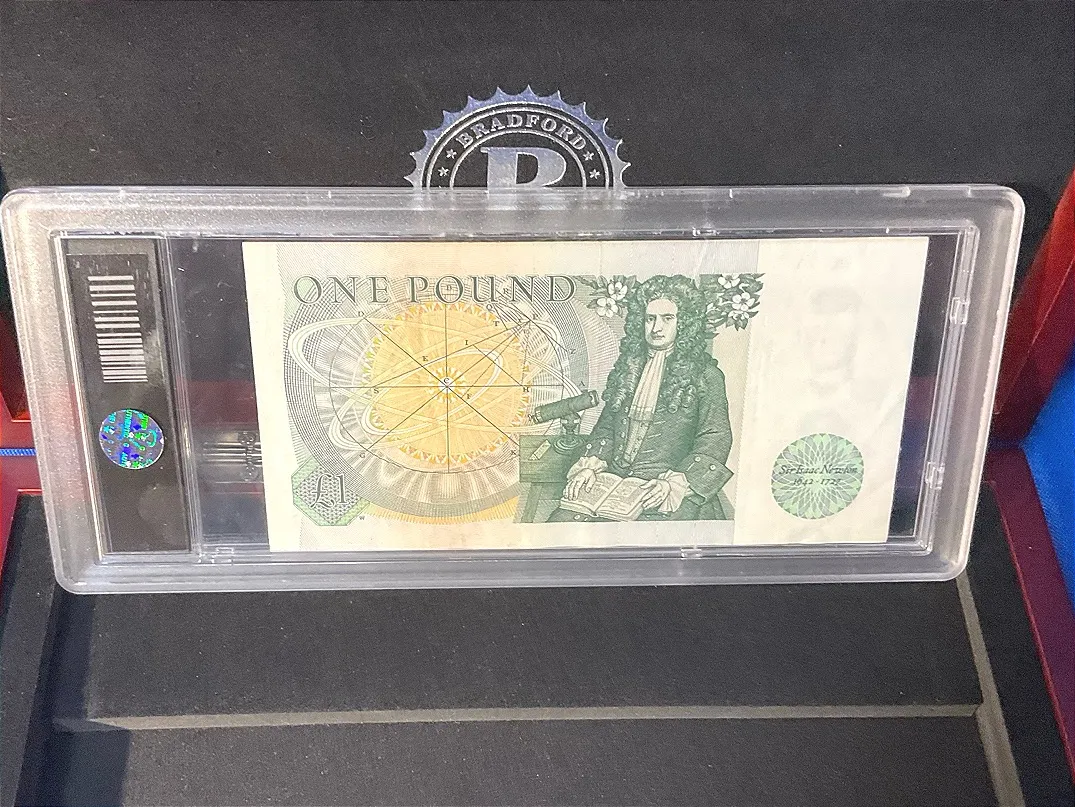 BRADFORD
B
ONE POUND
£1
Sir Isaac Newton
1642-1727